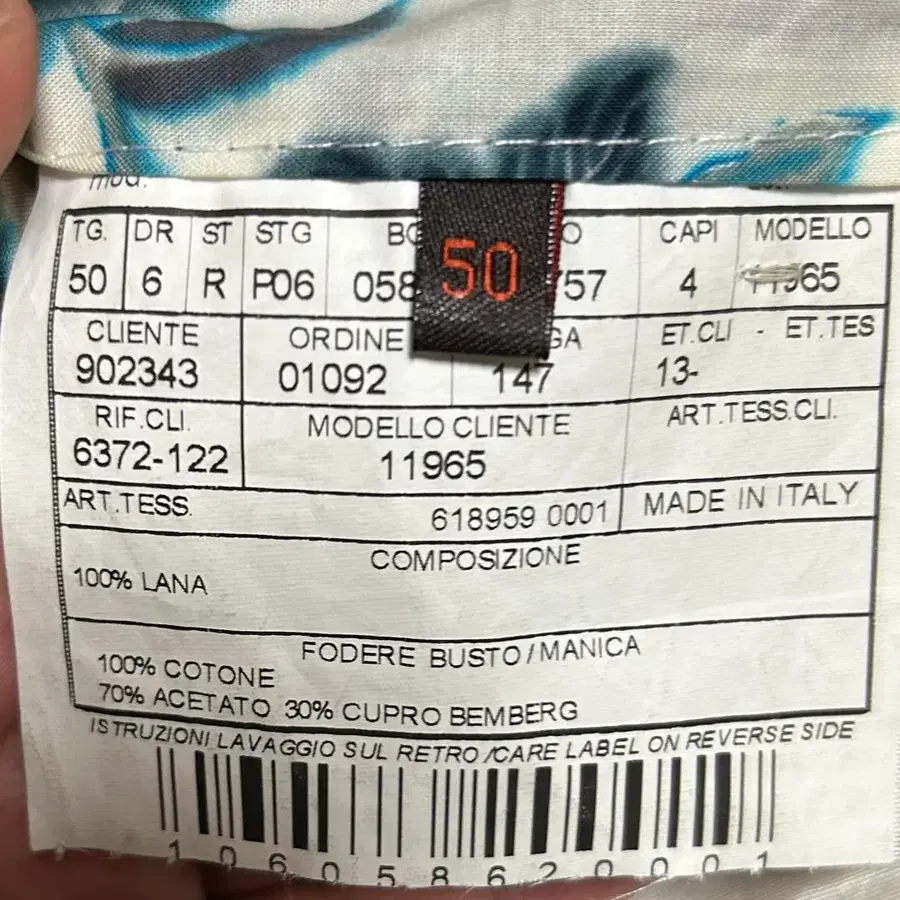 mod.
TG. DR ST STG CAPI MODELLO
50 6 R P06 058 50 757 4 11965
CLIENTE ORDINE ET.CLI - ET.TES
902343 01092 147 13-
RIF.CLI. MODELLO CLIENTE ART.TESS.CLI.
6372-122 11965
ART.TESS. 618959 0001 MADE IN ITALY
COMPOSIZIONE
100% LANA
FODERE BUSTO/MANICA
100% COTONE
70% ACETATO 30% CUPRO BEMBERG
ISTRUZIONI LAVAGGIO SUL RETRO /CARE LABEL ON REVERSE SIDE
1060586200001